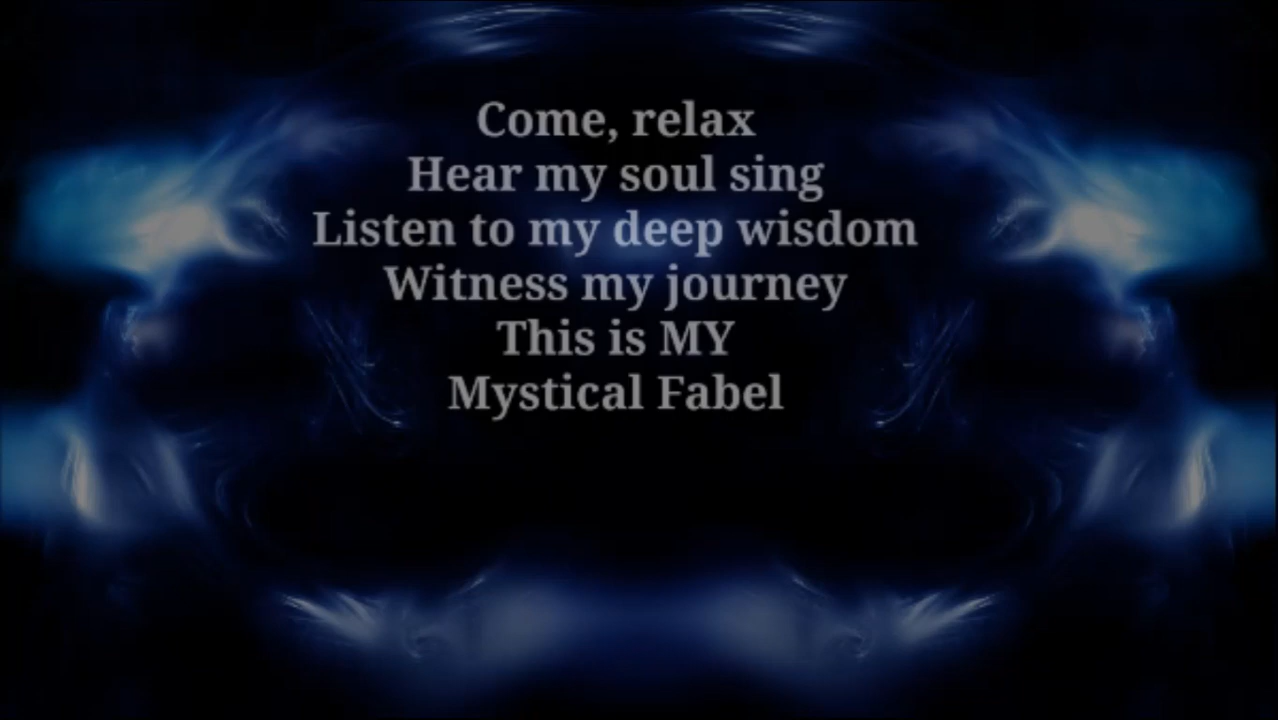 Come, relax
Hear my soul sing
Listen to my deep wisdom
Witness my journey
This is MY
Mystical Fabel